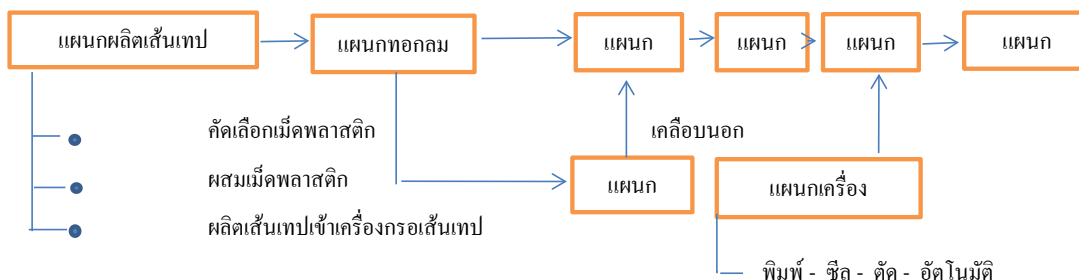 แผนกผลิตเส้นเทป
แผนกทอกลม
แผนก
แผนก
แผนก
แผนก
คัดเลือกเม็ดพลาสติก
เคลือบนอก
ผสมเม็ดพลาสติก
แผนก
แผนกเครื่อง
ผลิตเส้นเทปเข้าเครื่องกรอเส้นเทป
พิมพ์ - ซีล - ตัด - อัตโนมัติ